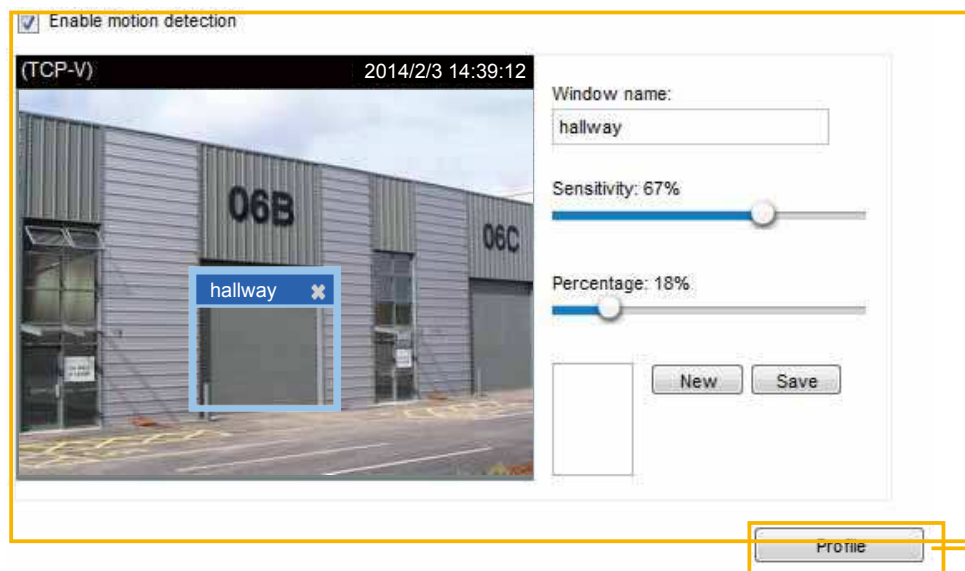 Enable motion detection
(TCP-V) 2014/2/3 14:39:12
Window name:
hallway
Sensitivity: 67%
06B
06C
hallway
Percentage: 18%
New Save
Profile